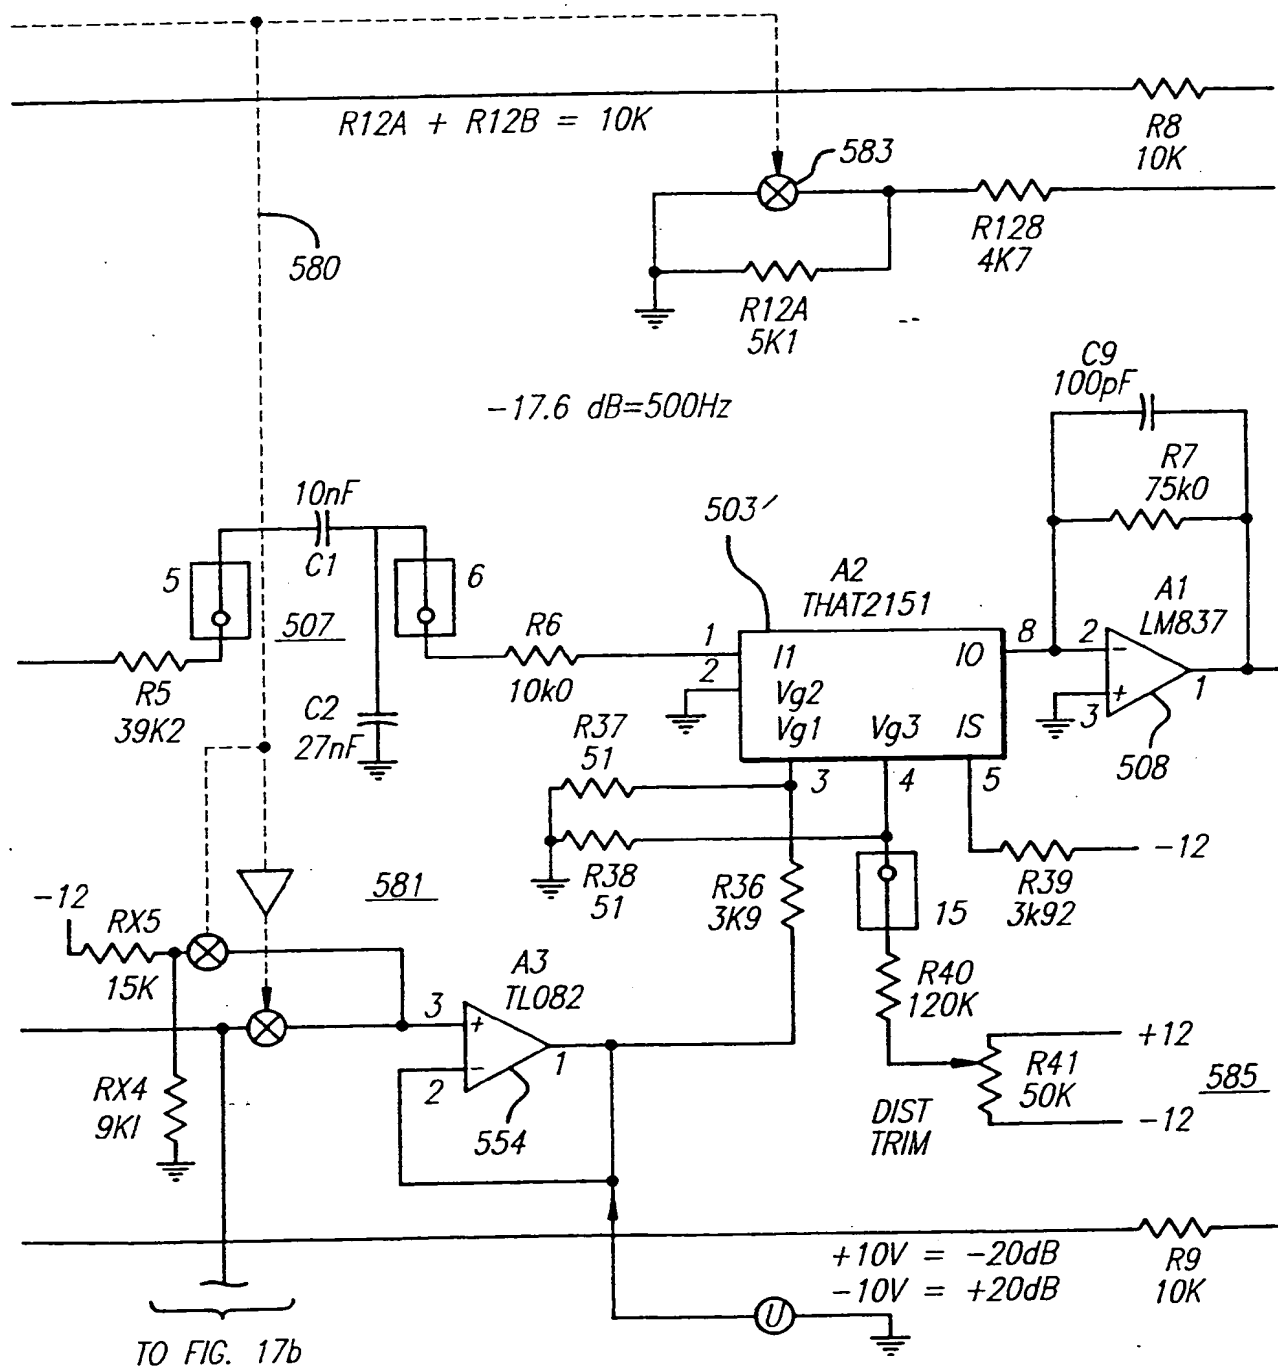 R12A + R12B = 10K
R8
10K
583
R128
4K7
580
R12A
5K1
C9
100pF
-17.6 dB=500Hz
R7
75k0
10nF
C1
503'
5
6
507
A2
THAT2151
A1
LM837
R6
10k0
1
I1
IO
8
2
-
2
Vg2
Vg1
Vg3
IS
+
3
1
R5
39K2
C2
27nF
R37
51
3
4
5
508
R38
51
R36
3K9
15
R39
3k92
-12
-12
RX5
15K
581
A3
TL082
R40
120K
3
+
-
2
1
554
+12
R41
50K
585
-12
DIST
TRIM
RX4
9KI
+10V = -20dB
-10V = +20dB
R9
10K
U
TO FIG. 17b